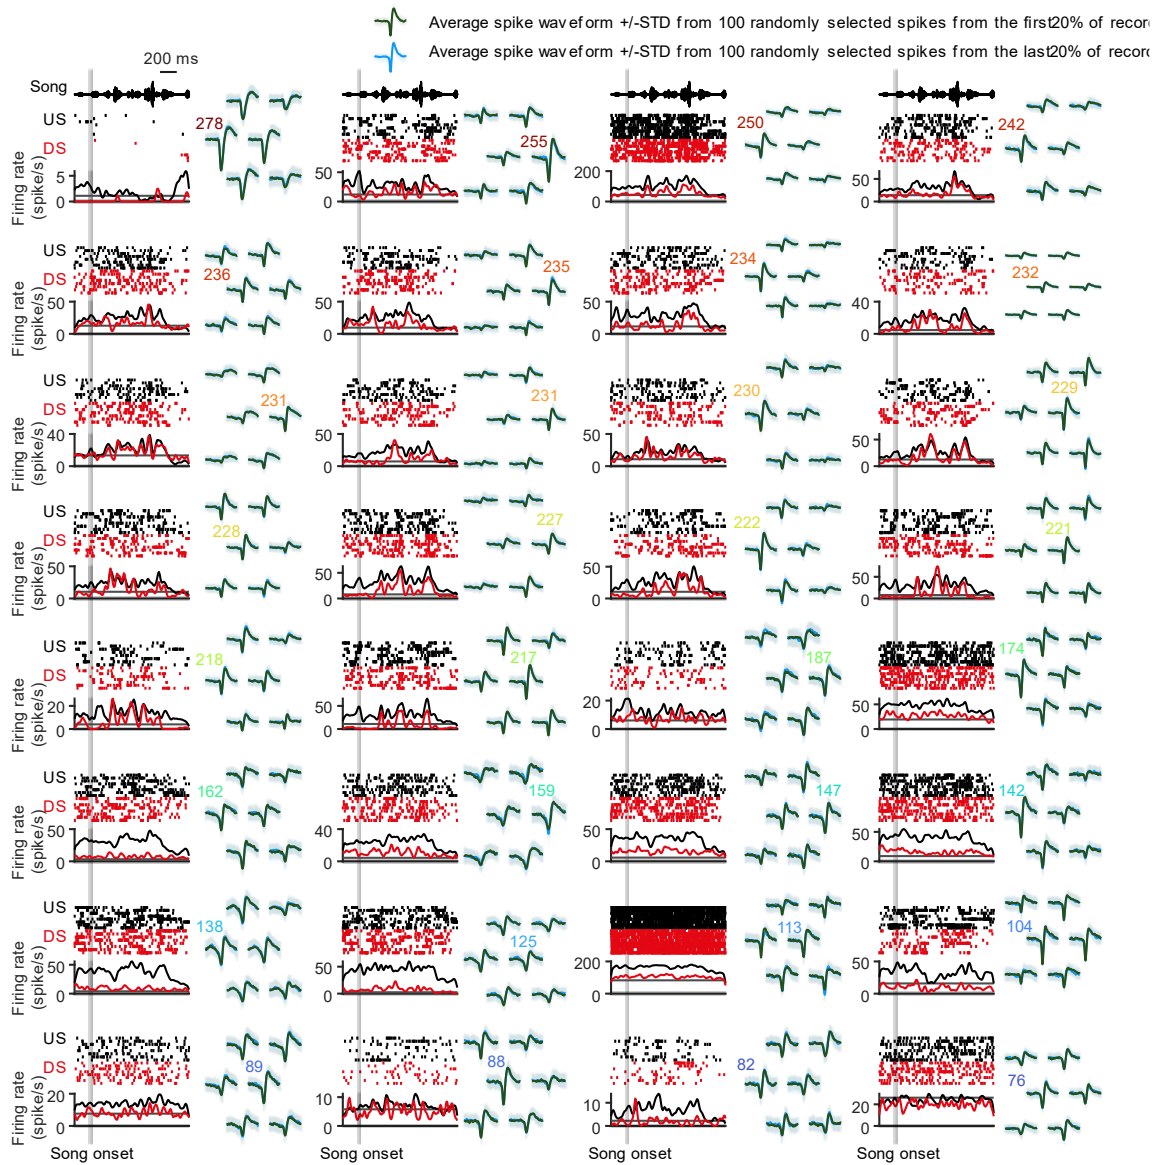 Average spike waveform +/-STD from 100 randomly selected spikes from the first20% of recor
Average spike waveform +/-STD from 100 randomly selected spikes from the last20% of recor
200 ms
Song
US
DS
Firing rate
(spike/s)
5
0
278
50
0
255
200
0
250
50
0
242
US
DS
Firing rate
(spike/s)
50
0
236
50
0
235
50
0
234
40
0
232
US
DS
Firing rate
(spike/s)
40
0
231
50
0
231
50
0
230
50
0
229
US
DS
Firing rate
(spike/s)
50
0
228
50
0
227
50
0
222
50
0
221
US
DS
Firing rate
(spike/s)
20
0
218
50
0
217
20
0
187
50
0
174
US
DS
Firing rate
(spike/s)
50
0
162
40
0
159
50
0
147
50
0
142
US
DS
Firing rate
(spike/s)
50
0
138
50
0
125
200
0
113
50
0
104
US
DS
Firing rate
(spike/s)
20
0
89
10
0
88
10
0
82
20
0
76
Song onset
Song onset
Song onset
Song onset